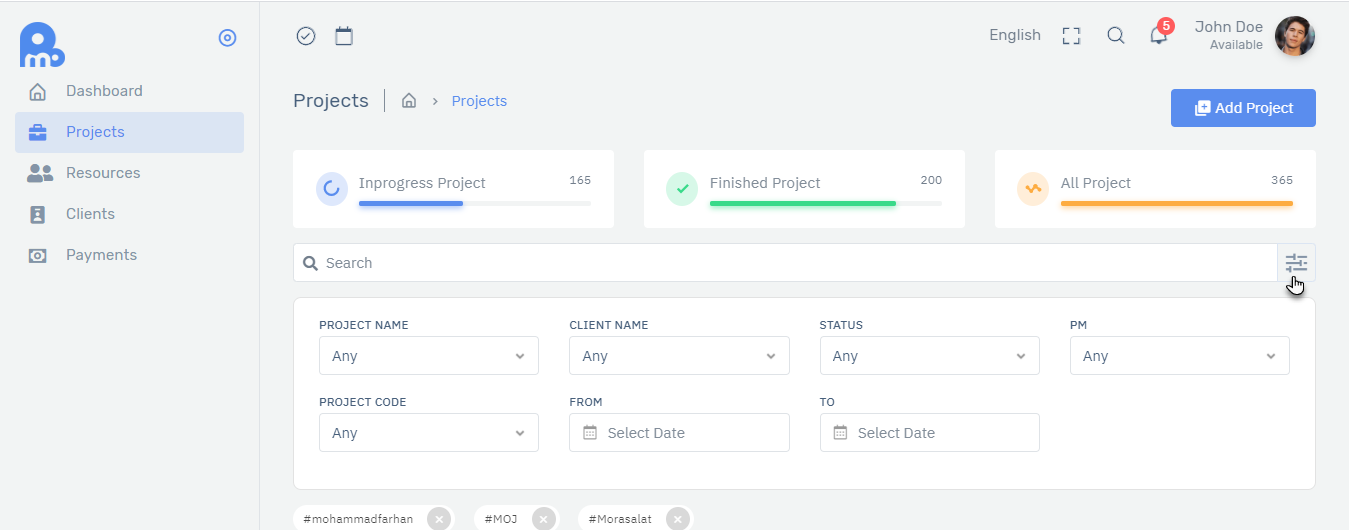 English
5
John Doe
Available
Dashboard
Projects
Resources
Clients
Payments
Projects
Projects
Add Project
Inprogress Project
165
Finished Project
200
All Project
365
Search
PROJECT NAME
CLIENT NAME
STATUS
PM
Any
Any
Any
Any
PROJECT CODE
FROM
TO
Any
Select Date
Select Date
#mohammadfarhan
#MOJ
#Morasalat